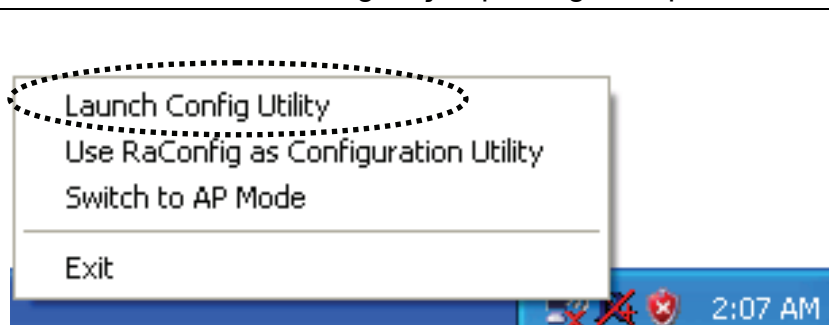 Launch Config Utility
Use RaConfig as Configuration Utility
Switch to AP Mode
Exit
2:07 AM